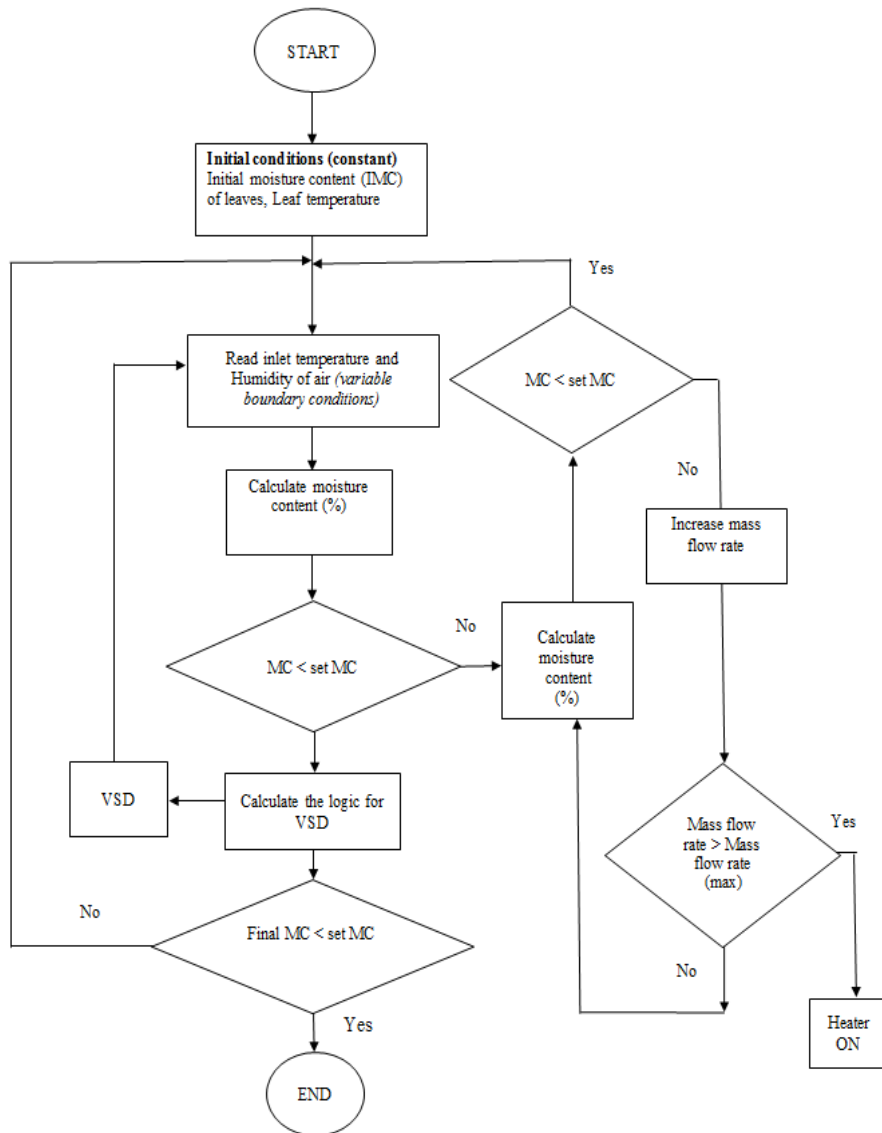 START
Initial conditions (constant)
Initial moisture content (IMC)
of leaves, Leaf temperature
Yes
Read inlet temperature and
Humidity of air (variable
boundary conditions)
MC < set MC
No
Calculate moisture
content (%)
Increase mass
flow rate
No
Calculate
moisture
content
(%)
MC < set MC
VSD
Calculate the logic for
VSD
Mass flow
rate > Mass
flow rate
(max)
Yes
No
Final MC < set MC
No
Yes
Heater
ON
END